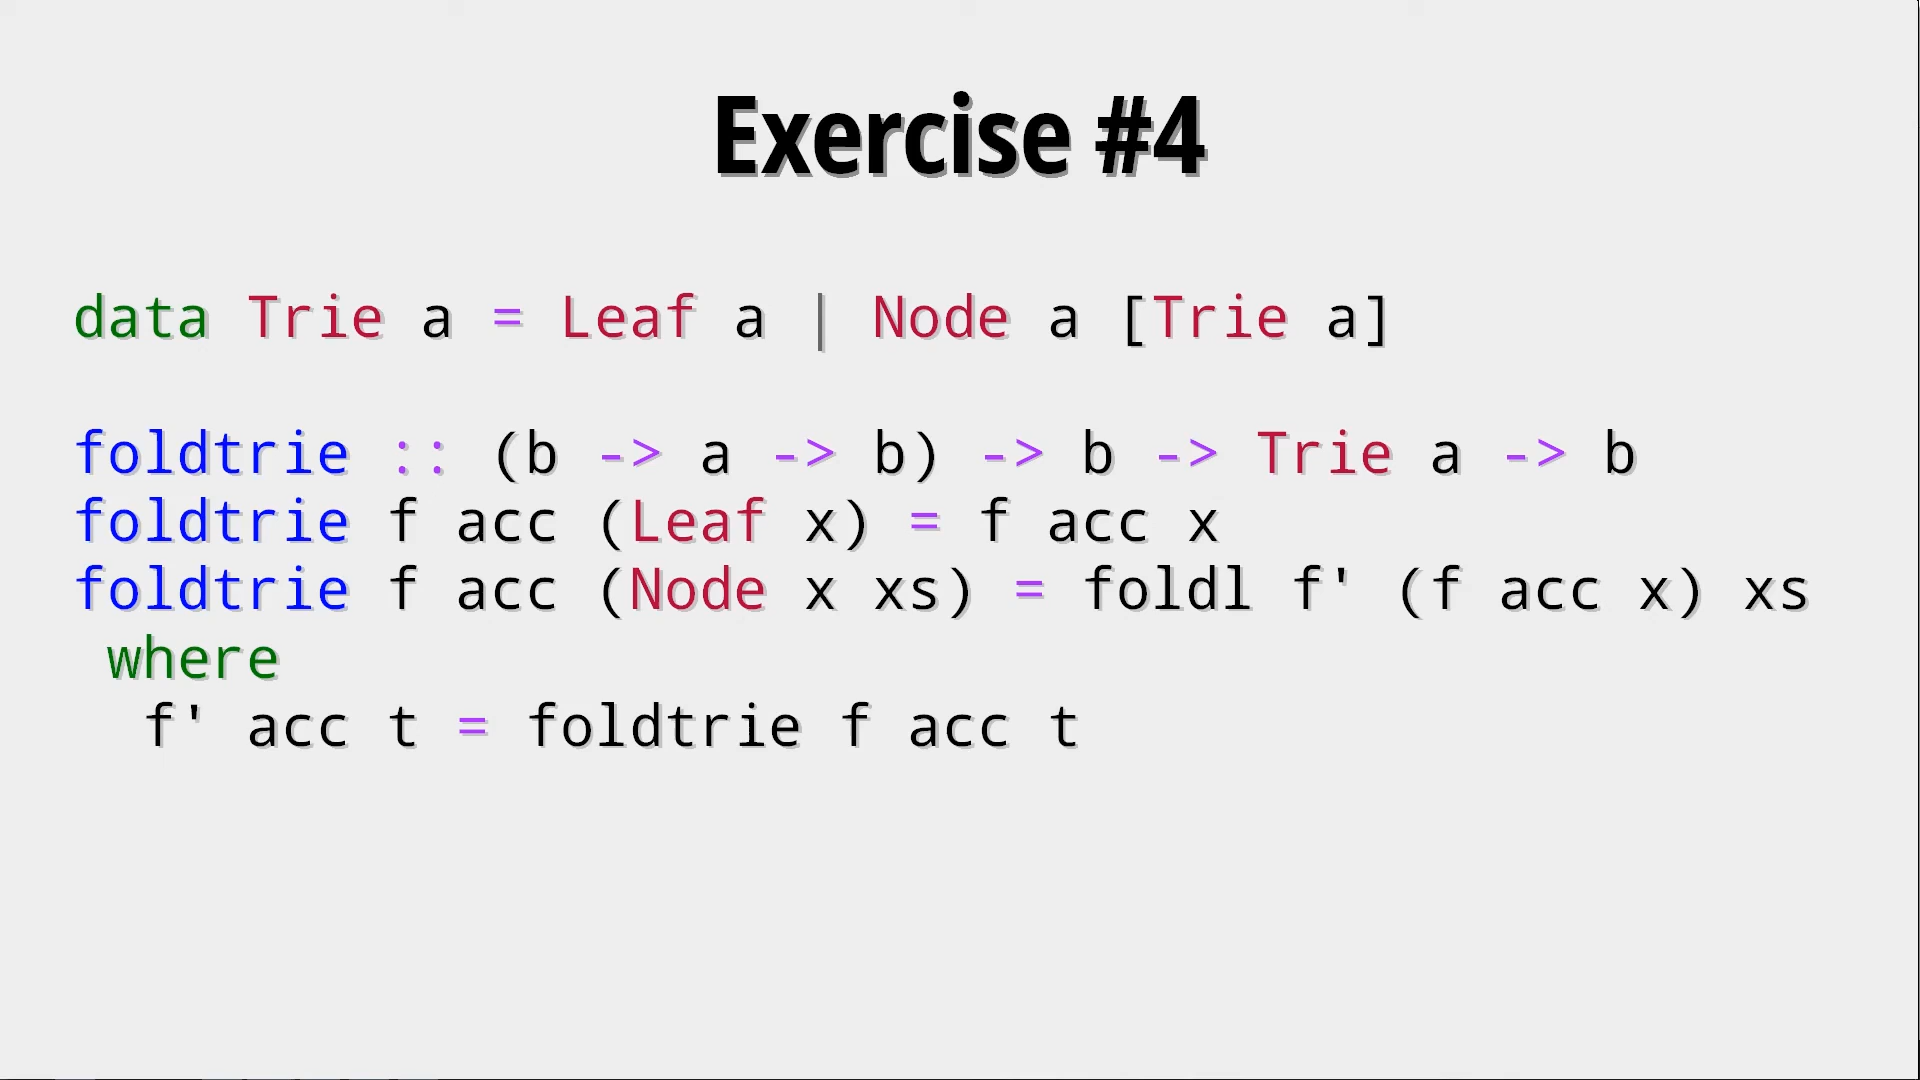 Exercise #4
data Trie a = Leaf a | Node a [Trie a]
foldtrie :: (b -> a -> b) -> b -> Trie a -> b
foldtrie f acc (Leaf x) = f acc x
foldtrie f acc (Node x xs) = foldl f' (f acc x) xs
where
f' acc t = foldtrie f acc t